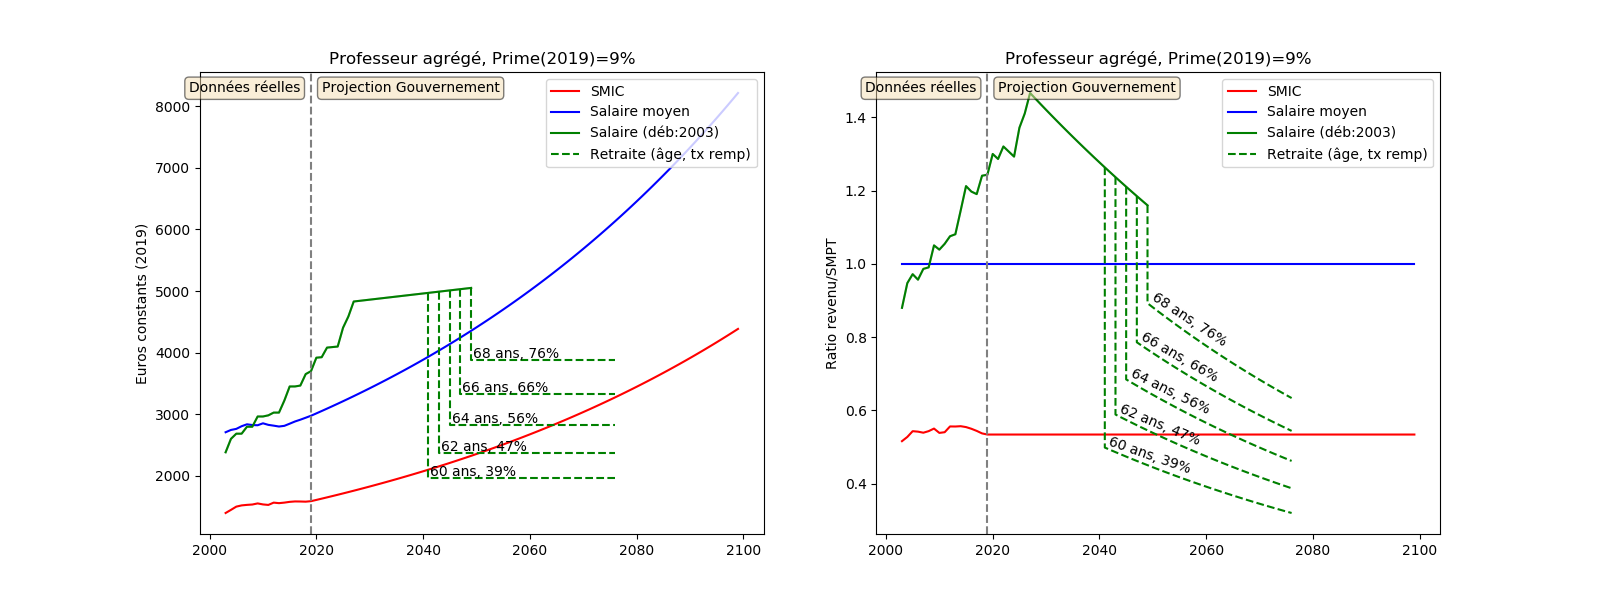 Professeur agrégé, Prime(2019)=9%
Données réelles
Projection Gouvernement
SMIC
Salaire moyen
Salaire (déb:2003)
Retraite (âge, tx remp)
Euros constants (2019)
8000
7000
6000
5000
4000
3000
2000
68 ans, 76%
66 ans, 66%
64 ans, 56%
62 ans, 47%
60 ans, 39%
2000
2020
2040
2060
2080
2100
Professeur agrégé, Prime(2019)=9%
Données réelles
Projection Gouvernement
SMIC
Salaire moyen
Salaire (déb:2003)
Retraite (âge, tx remp)
Ratio revenu/SMPT
1.4
1.2
1.0
0.8
0.6
0.4
68 ans, 76%
66 ans, 66%
64 ans, 56%
62 ans, 47%
60 ans, 39%
2000
2020
2040
2060
2080
2100